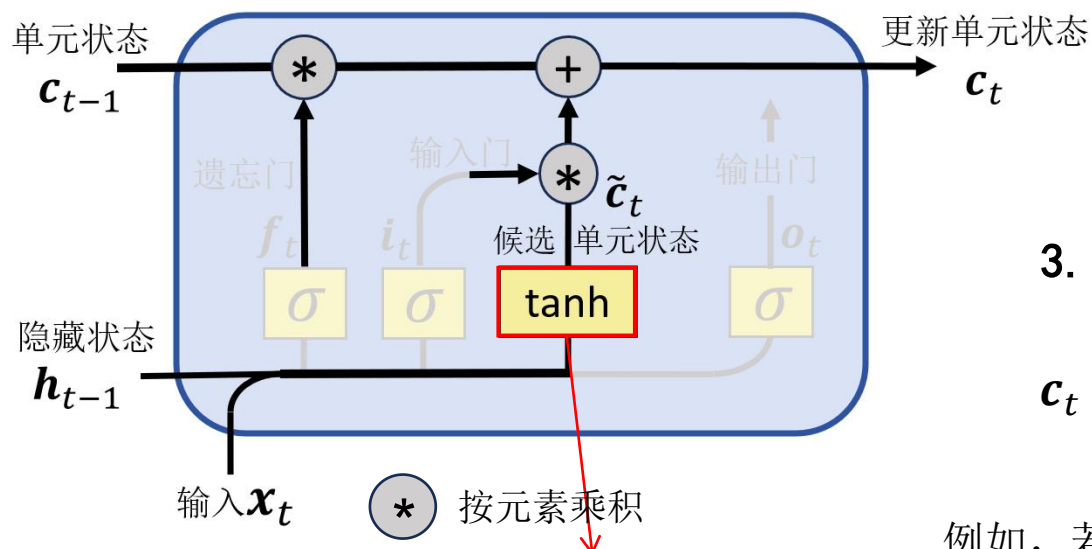 单元状态
c_{t-1}
更新单元状态
c_t
*
+
遗忘门
f_t
输入门
i_t
*
\tilde{c}_t
候选 单元状态
输出门
o_t
σ
σ
tanh
σ
隐藏状态
h_{t-1}
输入x_t
* 按元素乘积
3.
c_t
例如，若